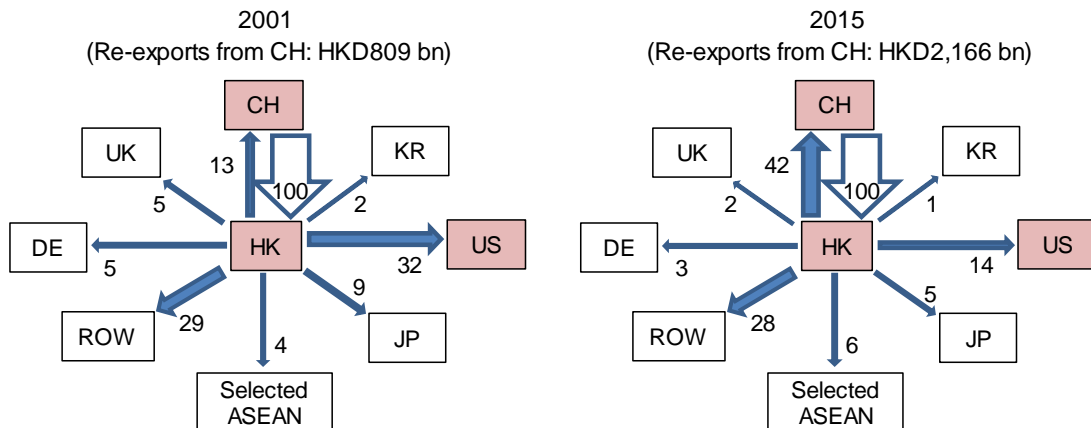 2001
(Re-exports from CH: HKD809 bn)
CH
UK
KR
13
100
5
2
DE
HK
US
5
32
9
ROW
29
4
JP
Selected
ASEAN
2015
(Re-exports from CH: HKD2,166 bn)
CH
UK
KR
42
100
2
1
DE
HK
US
3
14
5
ROW
28
6
JP
Selected
ASEAN